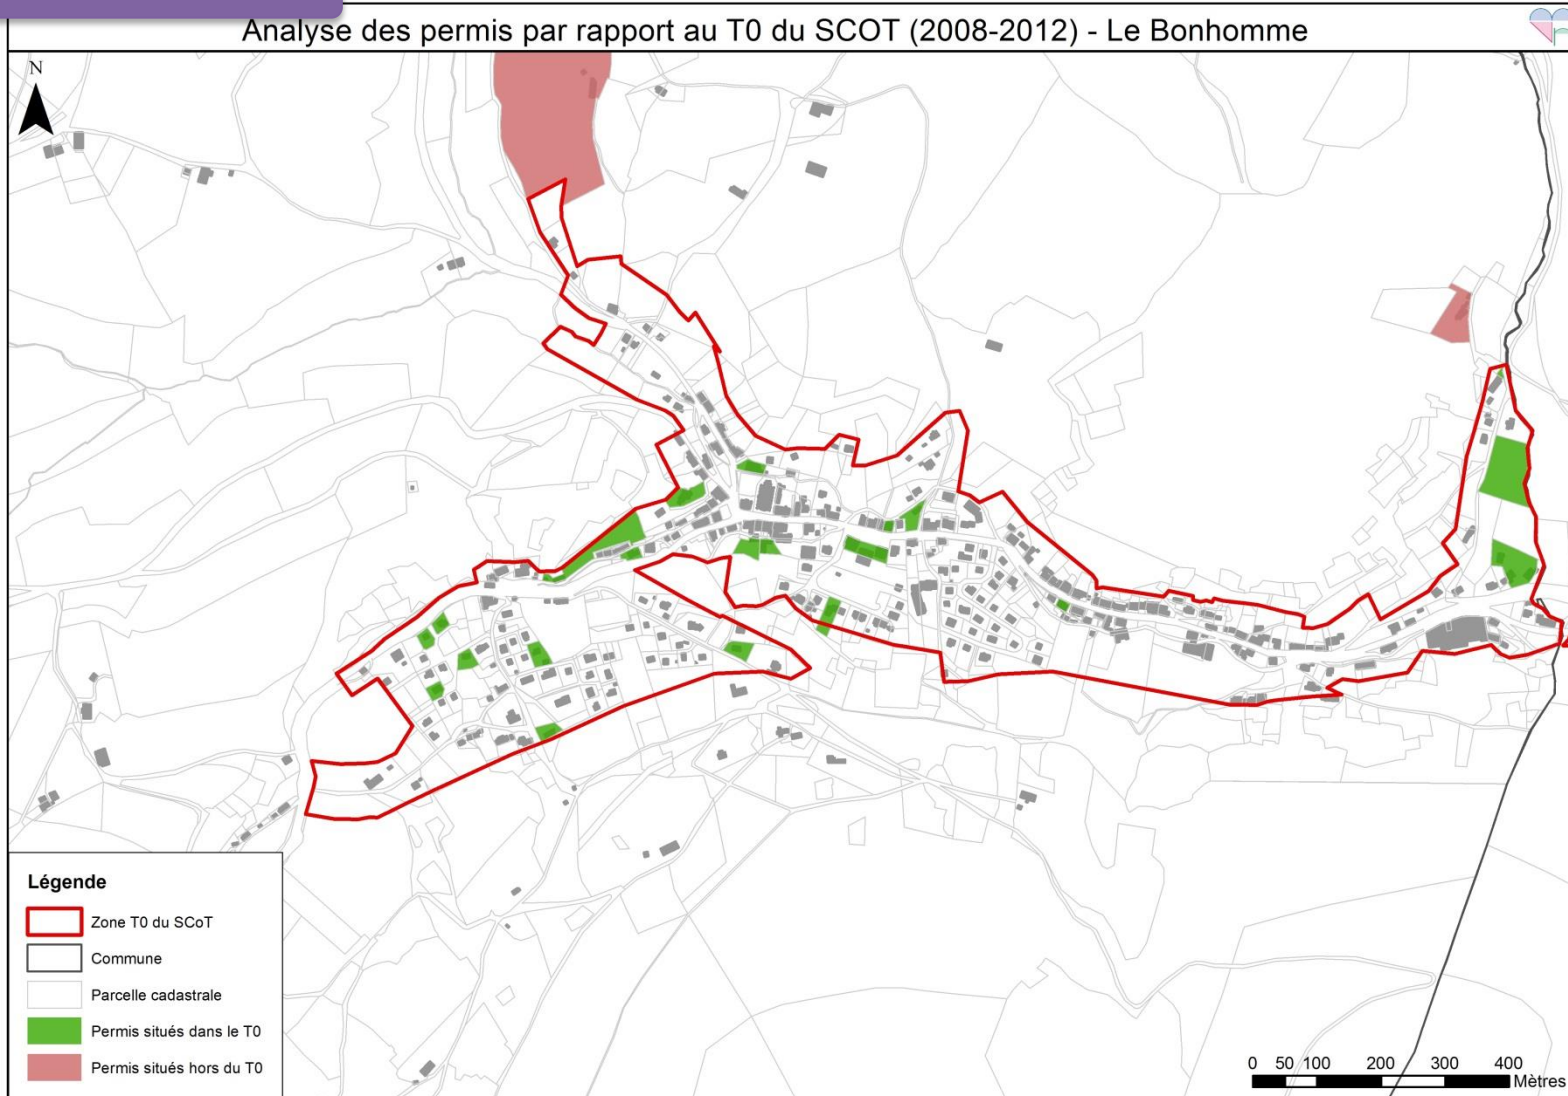 Analyse des permis par rapport au T0 du SCOT (2008-2012) - Le Bonhomme
N
Légende
Zone T0 du SCoT
Commune
Parcelle cadastrale
Permis situés dans le T0
Permis situés hors du T0
0 50 100 200 300 400
Mètres